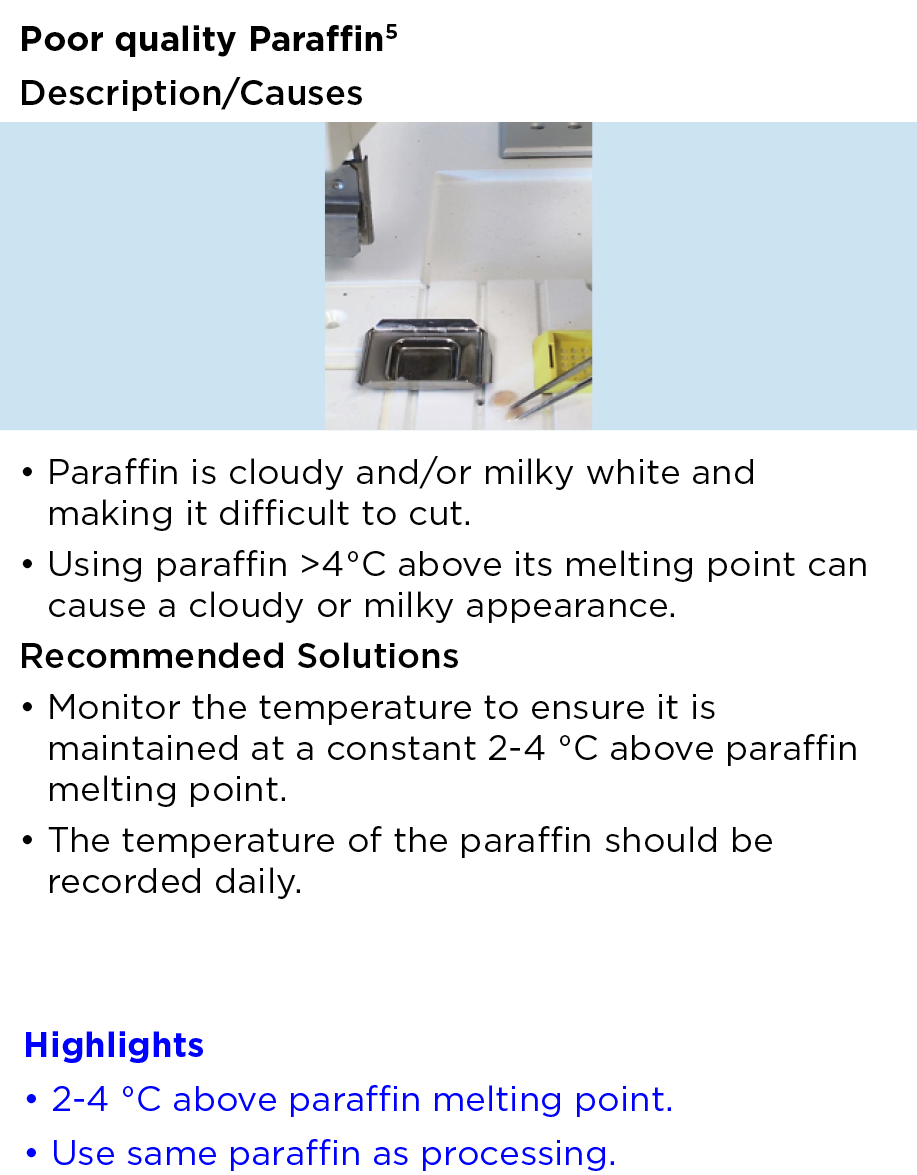 Poor quality Paraffin⁵
Description/Causes
• Paraffin is cloudy and/or milky white and
making it difficult to cut.
• Using paraffin >4°C above its melting point can
cause a cloudy or milky appearance.
Recommended Solutions
• Monitor the temperature to ensure it is
maintained at a constant 2-4 °C above paraffin
melting point.
• The temperature of the paraffin should be
recorded daily.
Highlights
• 2-4 °C above paraffin melting point.
• Use same paraffin as processing.